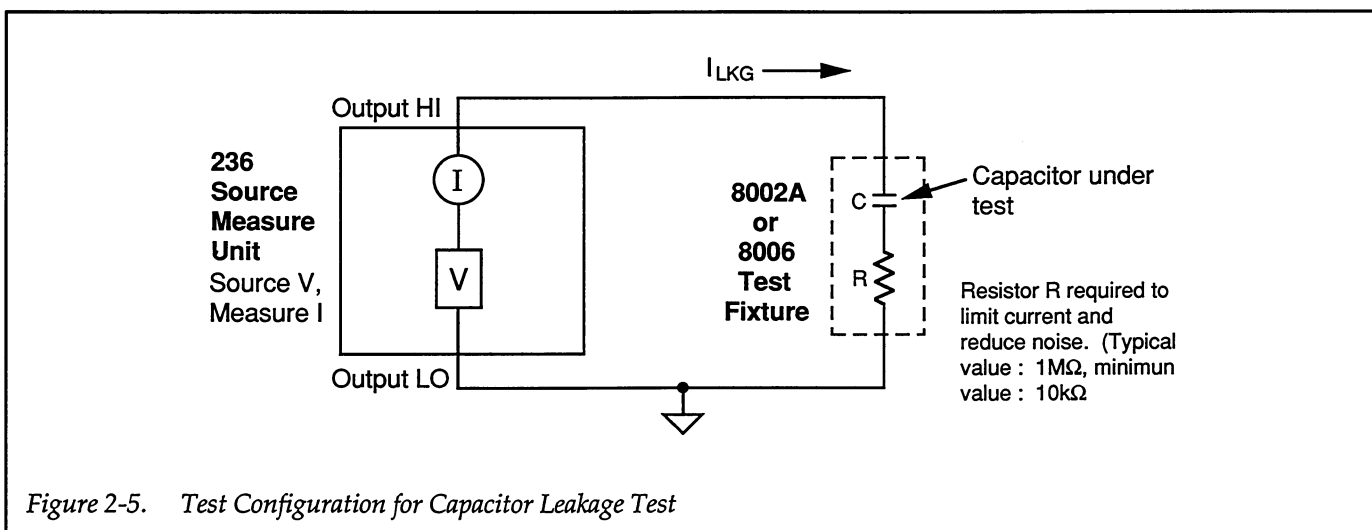 I LKG
Output HI
236
Source
Measure
Unit
Source V,
Measure I
I
V
Output LO
8002A
or
8006
Test
Fixture
C
R
Capacitor under
test
Resistor R required to
limit current and
reduce noise. (Typical
value : 1MΩ, minimun
value : 10kΩ
Figure 2-5. Test Configuration for Capacitor Leakage Test